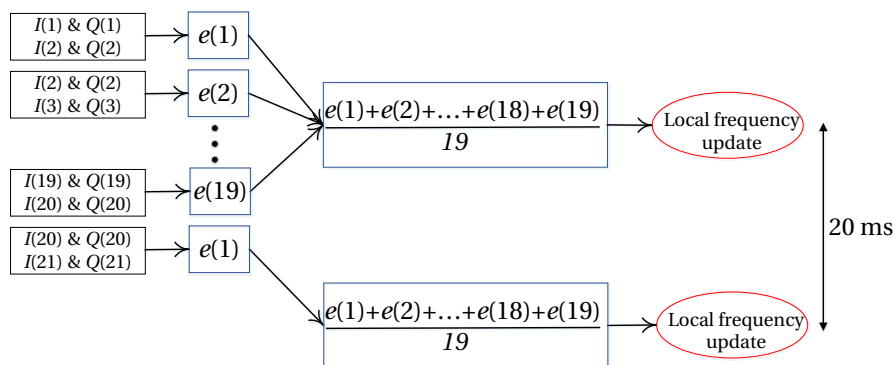 I(1) & Q(1)
I(2) & Q(2)
e(1)
I(2) & Q(2)
I(3) & Q(3)
e(2)
I(19) & Q(19)
I(20) & Q(20)
e(19)
I(20) & Q(20)
I(21) & Q(21)
e(1)
e(1)+e(2)+...+e(18)+e(19)
19
Local frequency
update
20 ms
e(1)+e(2)+...+e(18)+e(19)
19
Local frequency
update